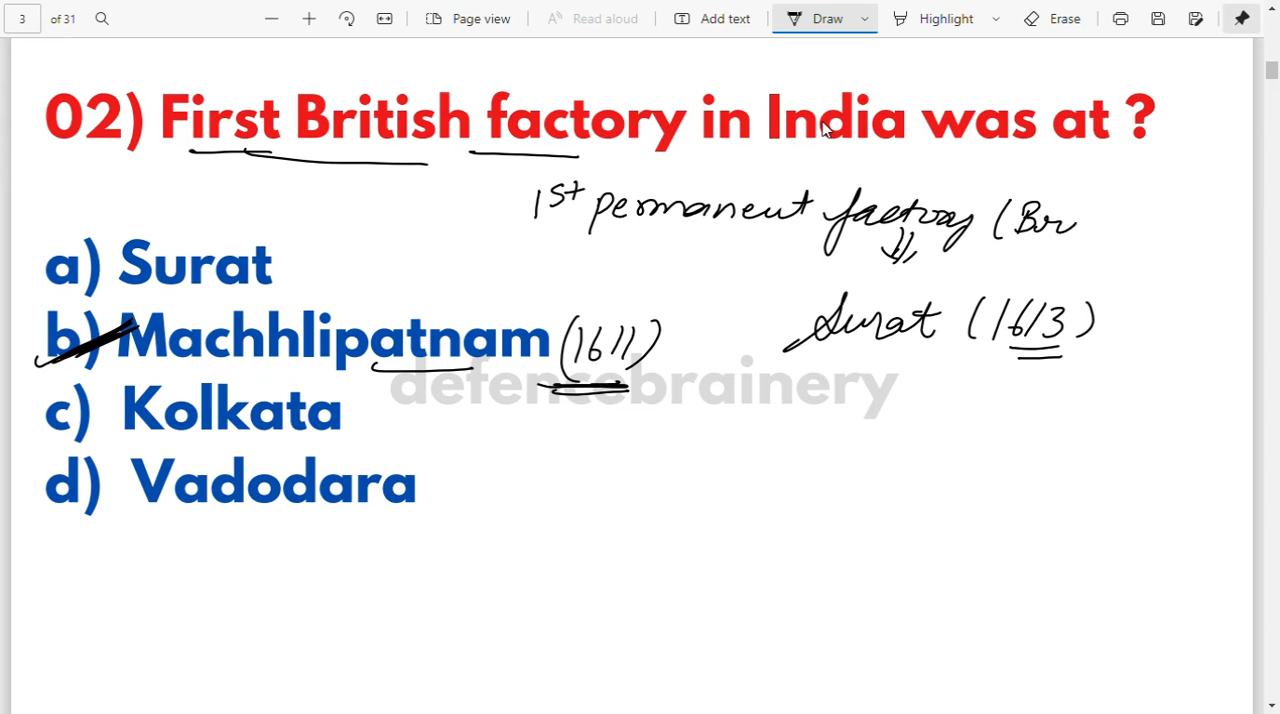 3 of 31 Page view Read aloud Add text Draw Highlight Erase
02) First British factory in India was at ?
1st permanent factory (Br
a) Surat
Surat (1613)
b) Machhlipatnam (1611)
defencebrainery
c) Kolkata
d) Vadodara